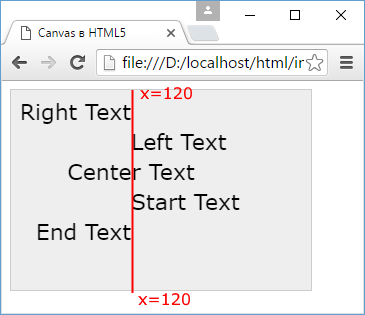 Canvas в HTML5
file:///D:/localhost/html/ir
x=120
Right Text
Left Text
Center Text
Start Text
End Text
x=120